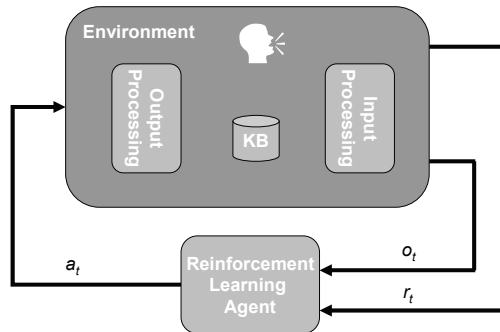 Environment
Output
Processing
KB
Input
Processing
a_t
Reinforcement
Learning
Agent
o_t
r_t